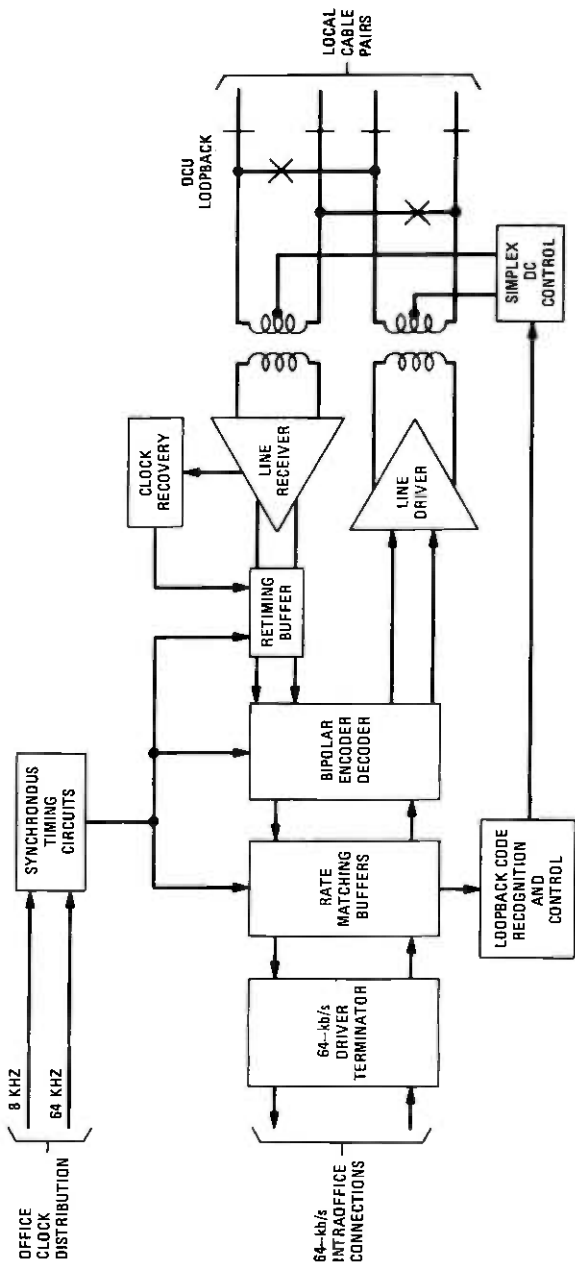 OFFICE
CLOCK
DISTRIBUTION
8 KHZ
64 KHZ
SYNCHRONOUS
TIMING
CIRCUITS
CLOCK
RECOVERY
DCU
LOOPBACK
LOCAL
CABLE
PAIRS
LINE
RECEIVER
RETIMING
BUFFER
64–kb/s
INTRAOFFICE
CONNECTIONS
64–kb/s
DRIVER
TERMINATOR
RATE
MATCHING
BUFFERS
BIPOLAR
ENCODER
DECODER
LINE
DRIVER
SIMPLEX
DC
CONTROL
LOOPBACK CODE
RECOGNITION
AND
CONTROL